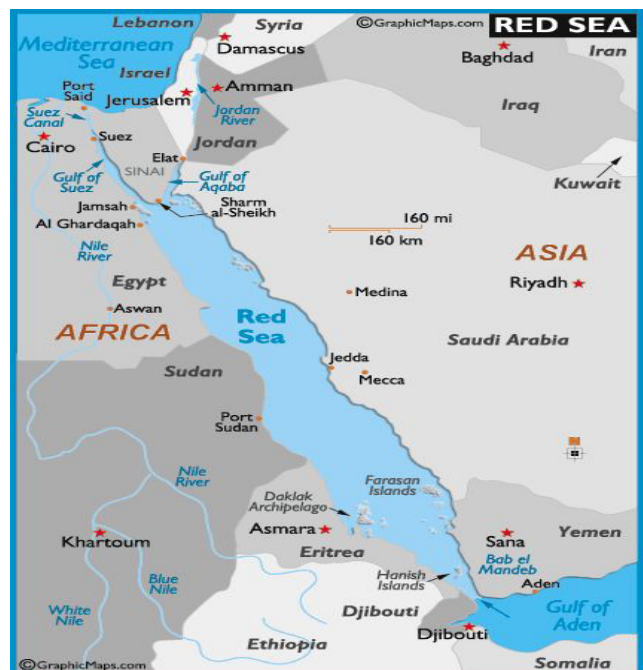 Lebanon
©GraphicMaps.com
RED SEA
Mediterranean
Sea
Syria
Damascus
Baghdad
Iran
Israel
Port
Said
Jerusalem
Amman
Iraq
Suez
Canal
Jordan
River
Cairo
Suez
Jordan
Elat
Kuwait
Gulf of
Suez
SINAI
Gulf of
Aqaba
Jamsah
Sharm
al-Sheikh
Al Ghardaqah
160 mi
160 km
Nile
River
ASIA
Egypt
Riyadh
Medina
Aswan
AFRICA
Red
Sea
Saudi Arabia
Jedda
Mecca
Sudan
Port
Sudan
N
Nile
River
Farasan
Islands
Daklak
Archipelago
Asmara
Khartoum
Sana
Yemen
Eritrea
Bab el
Mandeb
Blue
Nile
Hanish
Islands
Aden
White
Nile
Djibouti
Gulf of
Aden
Ethiopia
Djibouti
Somalia
©GraphicMaps.com